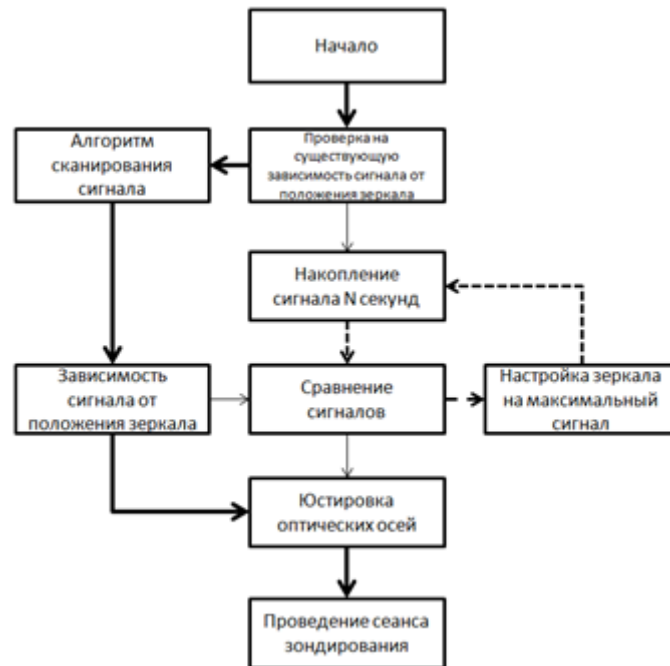 Начало
Алгоритм
сканирования
сигнала
Проверка на
существующую
зависимость сигнала от
положения зеркала
Накопление
сигнала N секунд
Зависимость
сигнала от
положения зеркала
Сравнение
сигналов
Настройка зеркала
на максимальный
сигнал
Юстировка
оптических осей
Проведение сеанса
зондирования